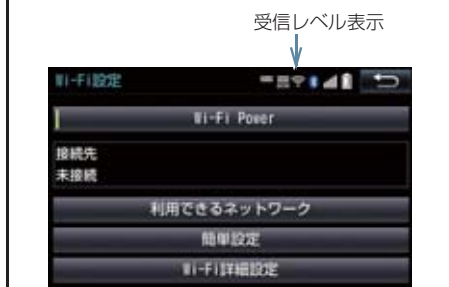 受信レベル表示
Wi-Fi設定
Wi-Fi Power
接続先
未接続
利用できるネットワーク
簡単設定
Wi-Fi詳細設定